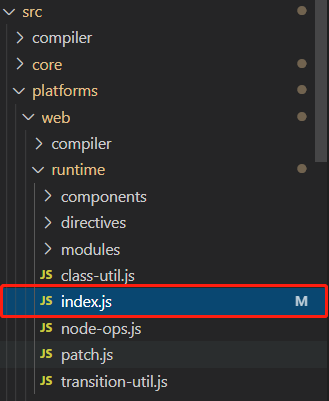 src
compiler
core
platforms
web
compiler
runtime
components
directives
modules
JS class-util.js
JS index.js M
JS node-ops.js
JS patch.js
JS transition-util.js